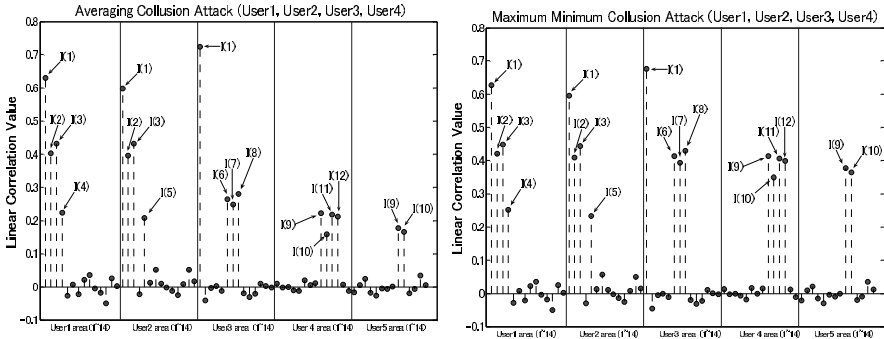 Averaging Collusion Attack (User1, User2, User3, User4)
Linear Correlation Value
0.8
0.7
0.6
0.5
0.4
0.3
0.2
0.1
0
-0.1
I(1)
I(2)
I(3)
I(4)
I(1)
I(2)
I(3)
I(5)
I(1)
I(6)
I(7)
I(8)
I(9)
I(10)
I(11)
I(12)
I(9)
I(10)
User1 area (1~14)
User2 area (1~14)
User3 area (1~14)
User4 area (1~14)
User5 area (1~14)
Maximum Minimum Collusion Attack (User1, User2, User3, User4)
Linear Correlation Value
0.8
0.7
0.6
0.5
0.4
0.3
0.2
0.1
0
-0.1
I(1)
I(2)
I(3)
I(4)
I(1)
I(2)
I(3)
I(5)
I(1)
I(6)
I(7)
I(8)
I(9)
I(10)
I(11)
I(12)
I(9)
I(10)
User1 area (1~14)
User2 area (1~14)
User3 area (1~14)
User 4 area (1~14)
User5 area (1~14)